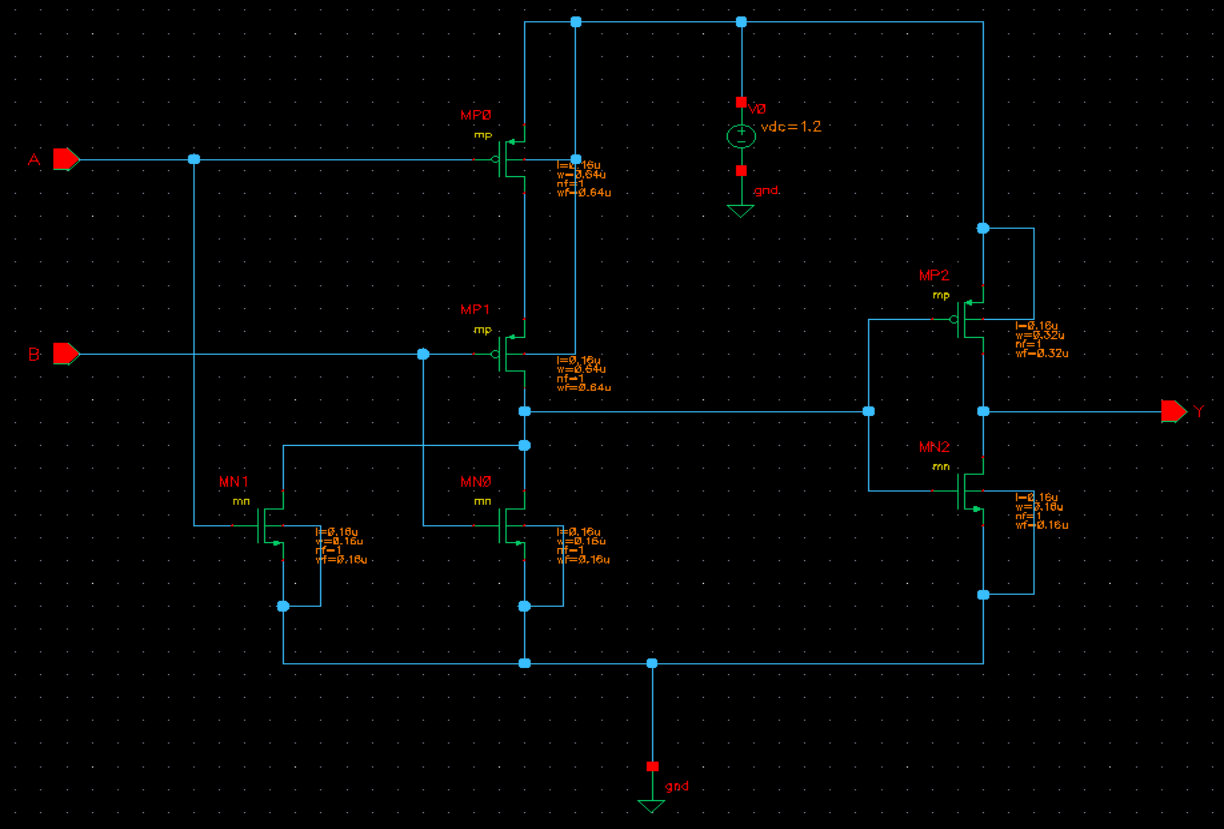 MP0
mp
A
l=0.16u
w=0.64u
nf=1
wf=0.64u
V0
vdc=1.2
gnd
MP2
mp
l=0.16u
w=0.32u
nf=1
wf=0.32u
MP1
mp
B
l=0.16u
w=0.64u
nf=1
wf=0.64u
Y
MN1
mn
l=0.16u
w=0.16u
nf=1
wf=0.16u
MN0
mn
l=0.16u
w=0.16u
nf=1
wf=0.16u
MN2
mn
l=0.16u
w=0.16u
nf=1
wf=0.16u
gnd